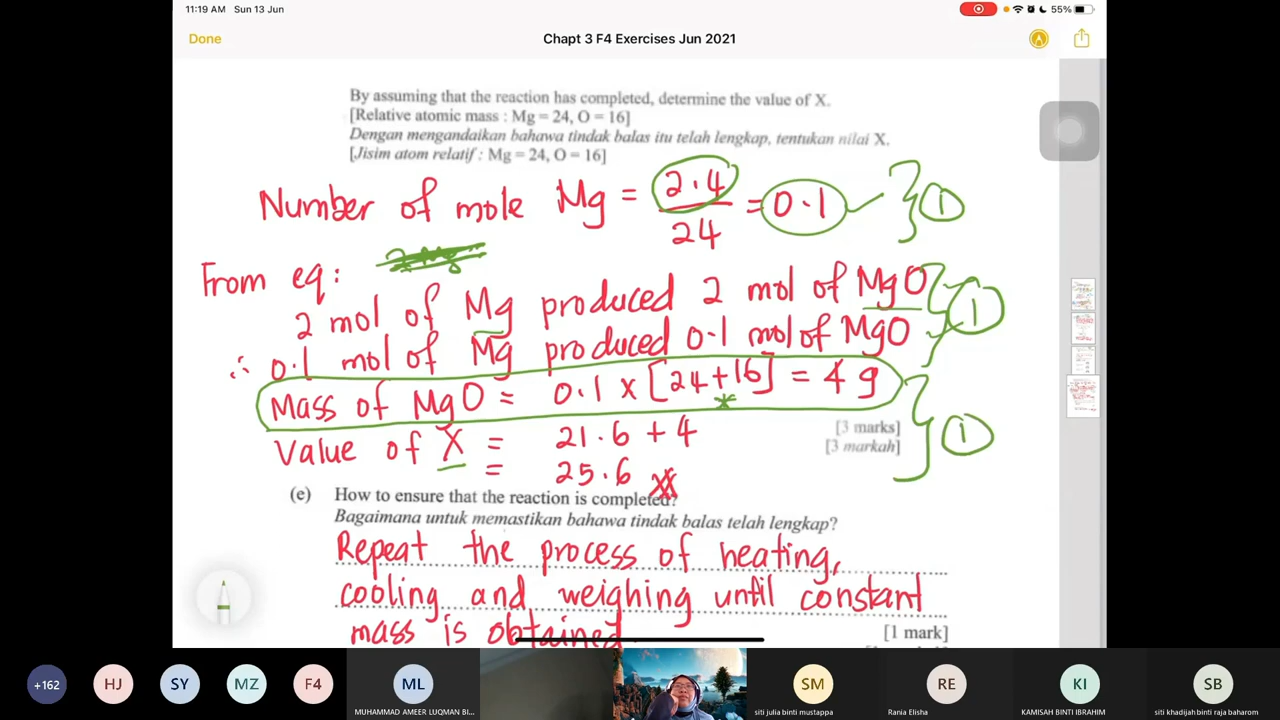 11:19 AM Sun 13 Jun
55%
Done
Chapt 3 F4 Exercises Jun 2021
By assuming that the reaction has completed, determine the value of X.
[Relative atomic mass : Mg = 24, O = 16]
Dengan mengandaikan bahawa tindak balas itu telah lengkap, tentukan nilai X.
[Jisim atom relatif : Mg = 24, O = 16]
Number of mole Mg = 2.4 / 24 = 0.1 ✓ } 1
From eq:
2 mol of Mg produced 2 mol of MgO
∴ 0.1 mol of Mg produced 0.1 mol of MgO } 1
Mass of MgO = 0.1 x [24+16] = 4 g
*
Value of X = 21.6 + 4
= 25.6
} 1
[3 marks]
[3 markah]
(e) How to ensure that the reaction is completed?
Bagaimana untuk memastikan bahawa tindak balas telah lengkap?
Repeat the process of heating,
cooling and weighing until constant
mass is obtained.
[1 mark]
+162
HJ
SY
MZ
F4
ML
SM
RE
KI
SB
MUHAMMAD AMEER LUQMAN BI...
siti julia binti mustappa
Rania Elisha
KAMISAH BINTI IBRAHIM
siti khadijah binti raja baharom